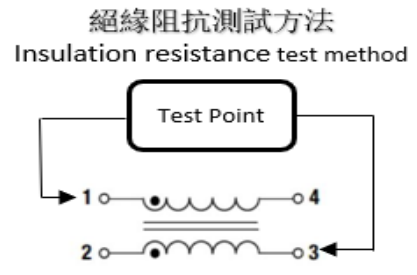 絕緣阻抗測試方法
Insulation resistance test method
Test Point
1 4
2 3